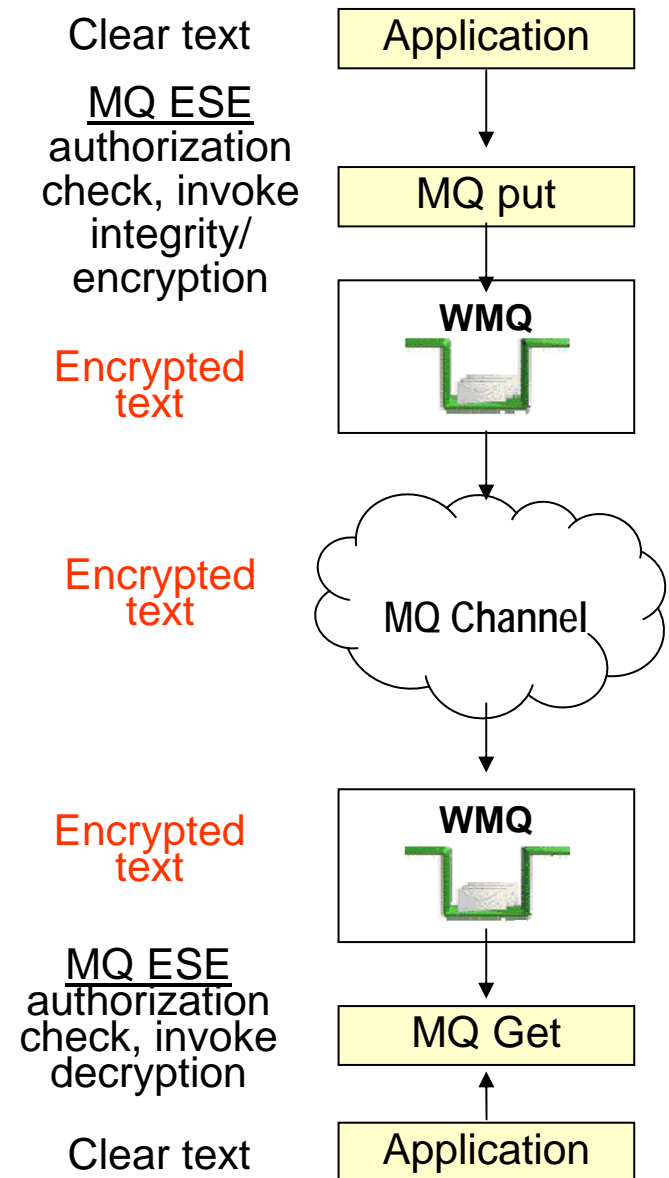 Clear text
Application
MQ ESE
authorization
check, invoke
integrity/
encryption
MQ put
WMQ
Encrypted
text
Encrypted
text
MQ Channel
WMQ
Encrypted
text
MQ ESE
authorization
check, invoke
decryption
MQ Get
Clear text
Application